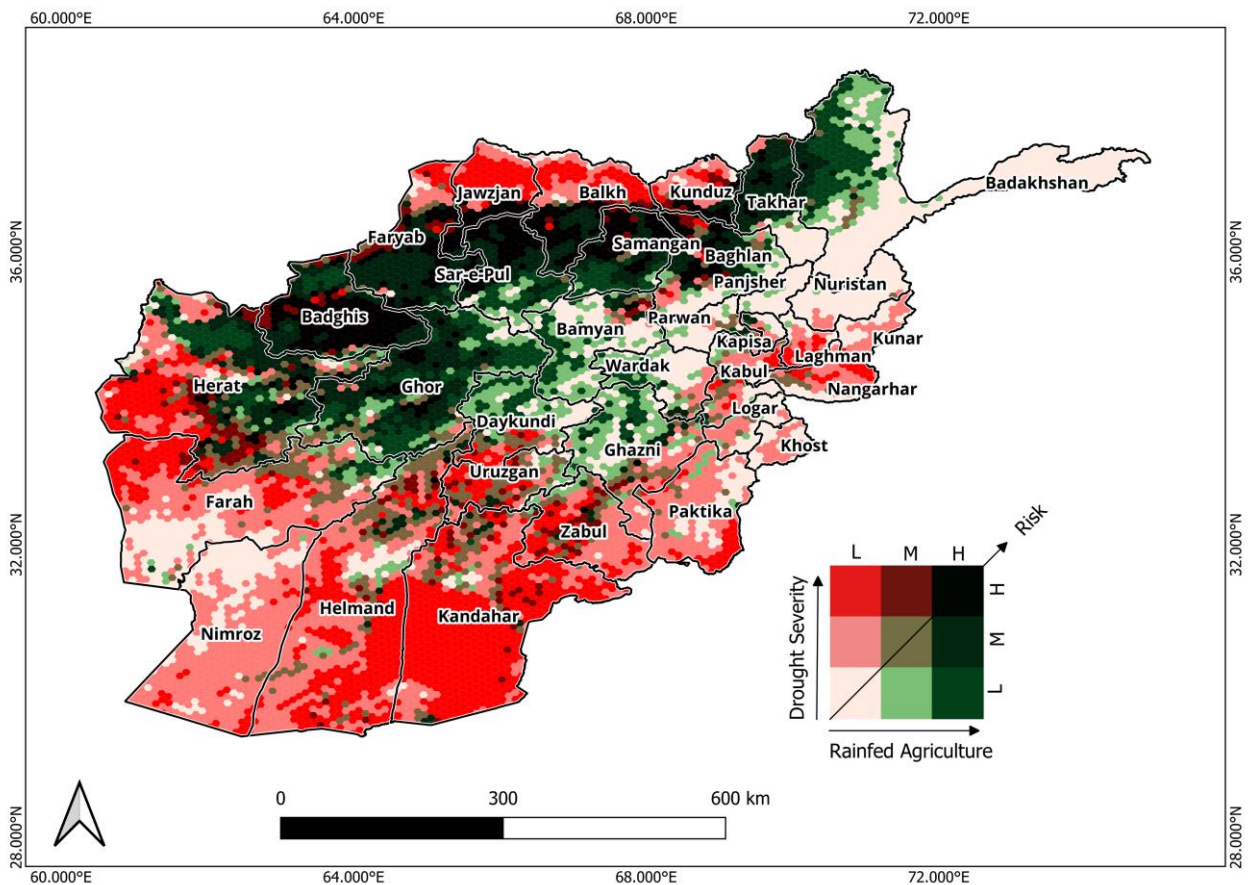 60.000°E 64.000°E 68.000°E 72.000°E
36.000°N
32.000°N
28.000°N
36.000°N
32.000°N
28.000°N
Badakhshan
Jawzjan
Balkh
Kunduz
Takhar
Faryab
Samangan
Baghlan
Sar-e-Pul
Panjsher
Nuristan
Badghis
Bamyan
Parwan
Kapisa
Kunar
Laghman
Herat
Ghor
Wardak
Kabul
Nangarhar
Logar
Daykundi
Ghazni
Khost
Uruzgan
Farah
Paktika
Zabul
Helmand
Kandahar
Nimroz
Risk
L M H
H
M
L
Drought Severity
Rainfed Agriculture
0 300 600 km
60.000°E 64.000°E 68.000°E 72.000°E